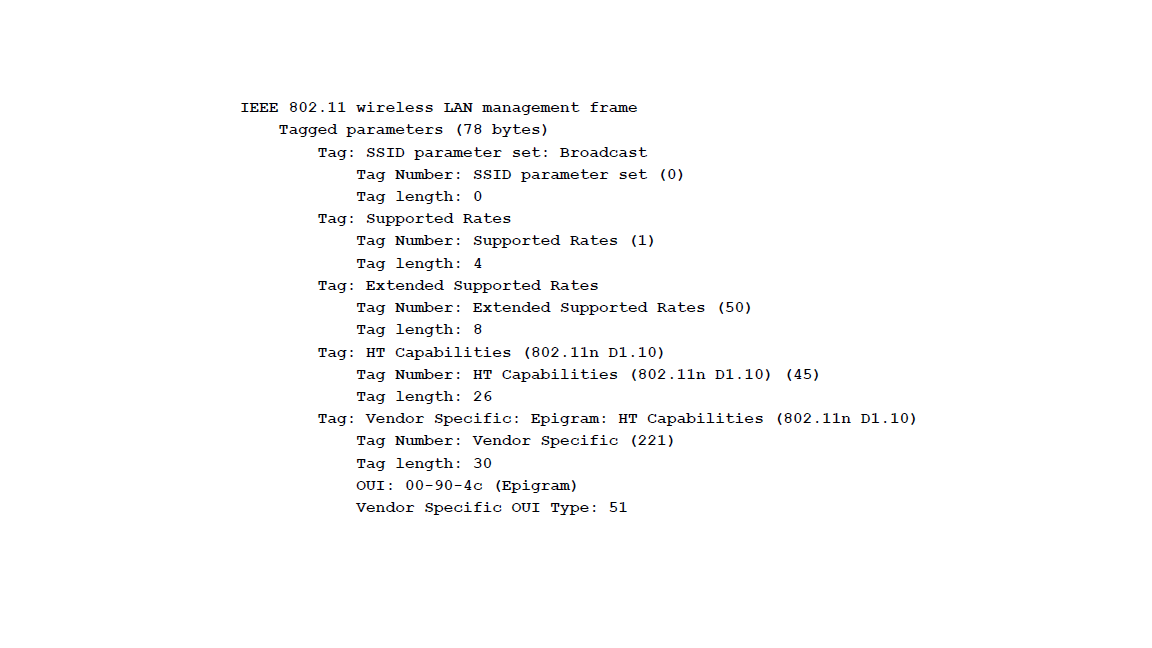 IEEE 802.11 wireless LAN management frame
Tagged parameters (78 bytes)
Tag: SSID parameter set: Broadcast
Tag Number: SSID parameter set (0)
Tag length: 0
Tag: Supported Rates
Tag Number: Supported Rates (1)
Tag length: 4
Tag: Extended Supported Rates
Tag Number: Extended Supported Rates (50)
Tag length: 8
Tag: HT Capabilities (802.11n D1.10)
Tag Number: HT Capabilities (802.11n D1.10) (45)
Tag length: 26
Tag: Vendor Specific: Epigram: HT Capabilities (802.11n D1.10)
Tag Number: Vendor Specific (221)
Tag length: 30
OUI: 00-90-4c (Epigram)
Vendor Specific OUI Type: 51